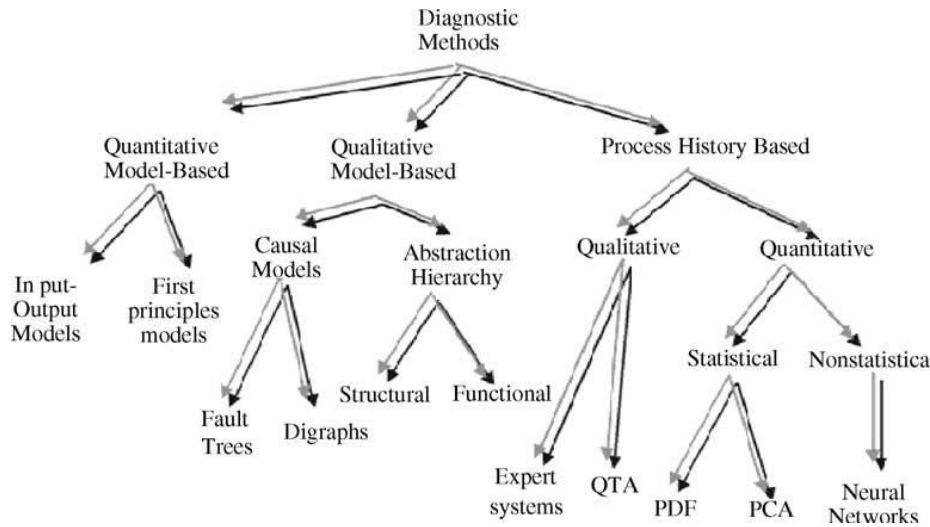 Diagnostic
Methods
Quantitative
Model-Based
Qualitative
Model-Based
Process History Based
Causal
Models
Abstraction
Hierarchy
Qualitative
Quantitative
In put-
Output
Models
First
principles
models
Statistical
Nonstatistica
Fault
Trees
Digraphs
Structural
Functional
Expert
systems
QTA
PDF
PCA
Neural
Networks